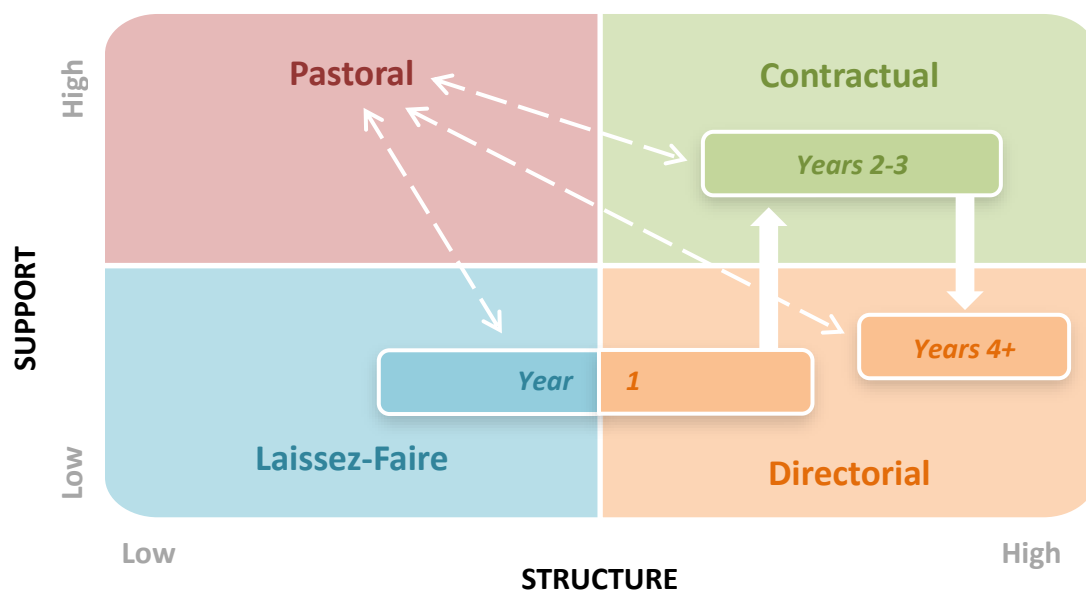 Pastoral
Contractual
High
Years 2-3
SUPPORT
Years 4+
Year 1
Laissez-Faire
Directorial
Low
Low
High
STRUCTURE